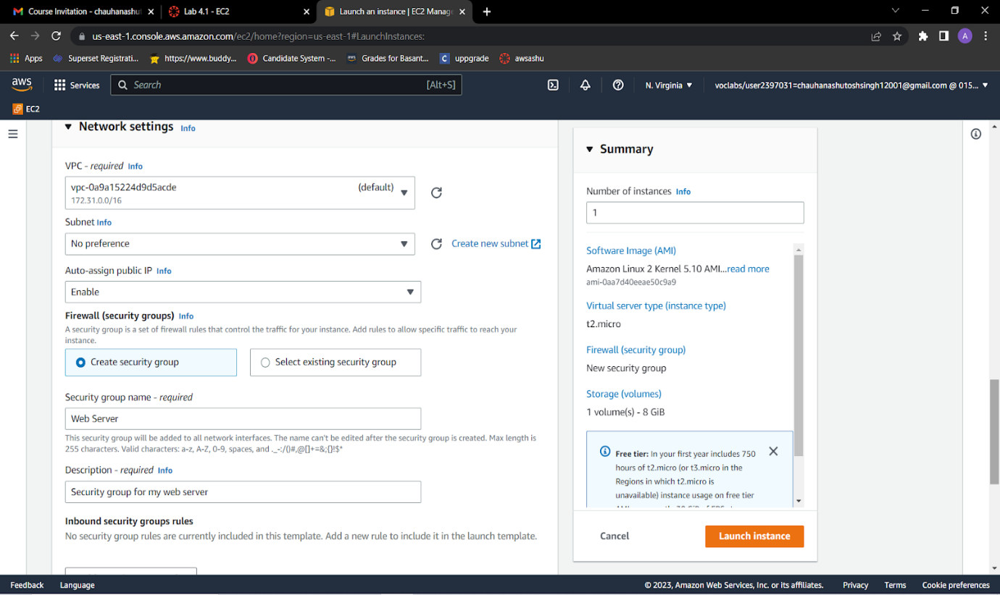 Course Invitation - chauhanashut
Lab 4.1 - EC2
Launch an instance | EC2 Manage
us-east-1.console.aws.amazon.com/ec2/home?region=us-east-1#LaunchInstances:
A
Apps
Superset Registrati...
https://www.buddy...
Candidate System -...
aws
Grades for Basant...
C
uppgrade
awsashu
aws
Services
Search
[Alt+S]
N. Virginia
voclabs/user2397031=chauhanashutoshsingh12001@gmail.com @ 015...
EC2
Network settings Info
VPC - required Info
vpc-0a9a15224d9d5acde (default)
172.31.0.0/16
Subnet Info
No preference
Create new subnet
Auto-assign public IP Info
Enable
Firewall (security groups) Info
A security group is a set of firewall rules that control the traffic for your instance. Add rules to allow specific traffic to reach your
instance.
Create security group
Select existing security group
Security group name - required
Web Server
This security group will be added to all network interfaces. The name can't be edited after the security group is created. Max length is
255 characters. Valid characters: a-z, A-Z, 0-9, spaces, and ._-:/()#,@[]+=&;{}!$*
Description - required Info
Security group for my web server
Inbound security groups rules
No security group rules are currently included in this template. Add a new rule to include it in the launch template.
Summary
Number of instances Info
1
Software Image (AMI)
Amazon Linux 2 Kernel 5.10 AMI...read more
ami-0aa7d40eeae50c9a9
Virtual server type (instance type)
t2.micro
Firewall (security group)
New security group
Storage (volumes)
1 volume(s) - 8 GiB
Free tier: In your first year includes 750
hours of t2.micro (or t3.micro in the
Regions in which t2.micro is
unavailable) instance usage on free tier
Cancel
Launch instance
Feedback
Language
© 2023, Amazon Web Services, Inc. or its affiliates.
Privacy
Terms
Cookie preferences